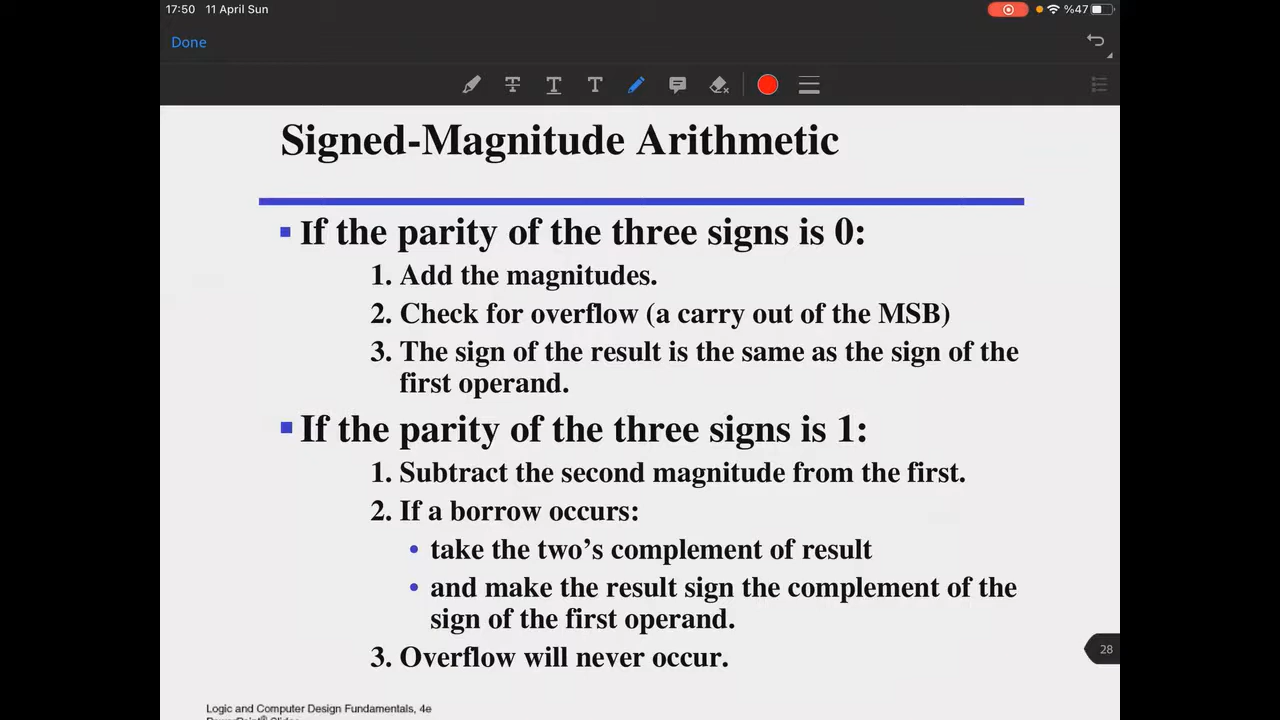 17:50 11 April Sun
%47
Done
Signed-Magnitude Arithmetic
▪ If the parity of the three signs is 0:
1. Add the magnitudes.
2. Check for overflow (a carry out of the MSB)
3. The sign of the result is the same as the sign of the
first operand.
▪ If the parity of the three signs is 1:
1. Subtract the second magnitude from the first.
2. If a borrow occurs:
• take the two’s complement of result
• and make the result sign the complement of the
sign of the first operand.
3. Overflow will never occur.
28
Logic and Computer Design Fundamentals, 4e
PowerPoint® Slides